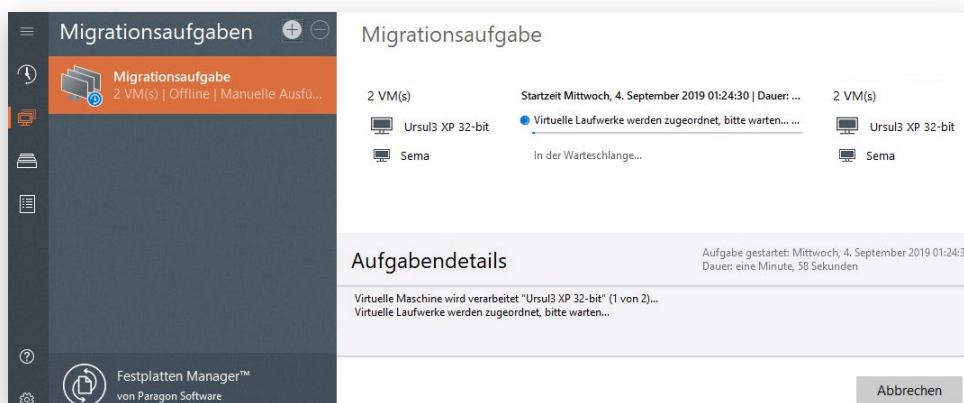 Migrationsaufgaben
Migrationsaufgabe
2 VM(s) | Offline | Manuelle Ausfü...
Festplatten Manager™
von Paragon Software
Migrationsaufgabe
2 VM(s)
Startzeit Mittwoch, 4. September 2019 01:24:30 | Dauer: ...
2 VM(s)
Ursul3 XP 32-bit
Virtuelle Laufwerke werden zugeordnet, bitte warten... ...
Ursul3 XP 32-bit
Sema
In der Warteschlange...
Sema
Aufgabendetails
Aufgabe gestartet: Mittwoch, 4. September 2019 01:24:3
Dauer: eine Minute, 58 Sekunden
Virtuelle Maschine wird verarbeitet "Ursul3 XP 32-bit" (1 von 2)...
Virtuelle Laufwerke werden zugeordnet, bitte warten...
Abbrechen